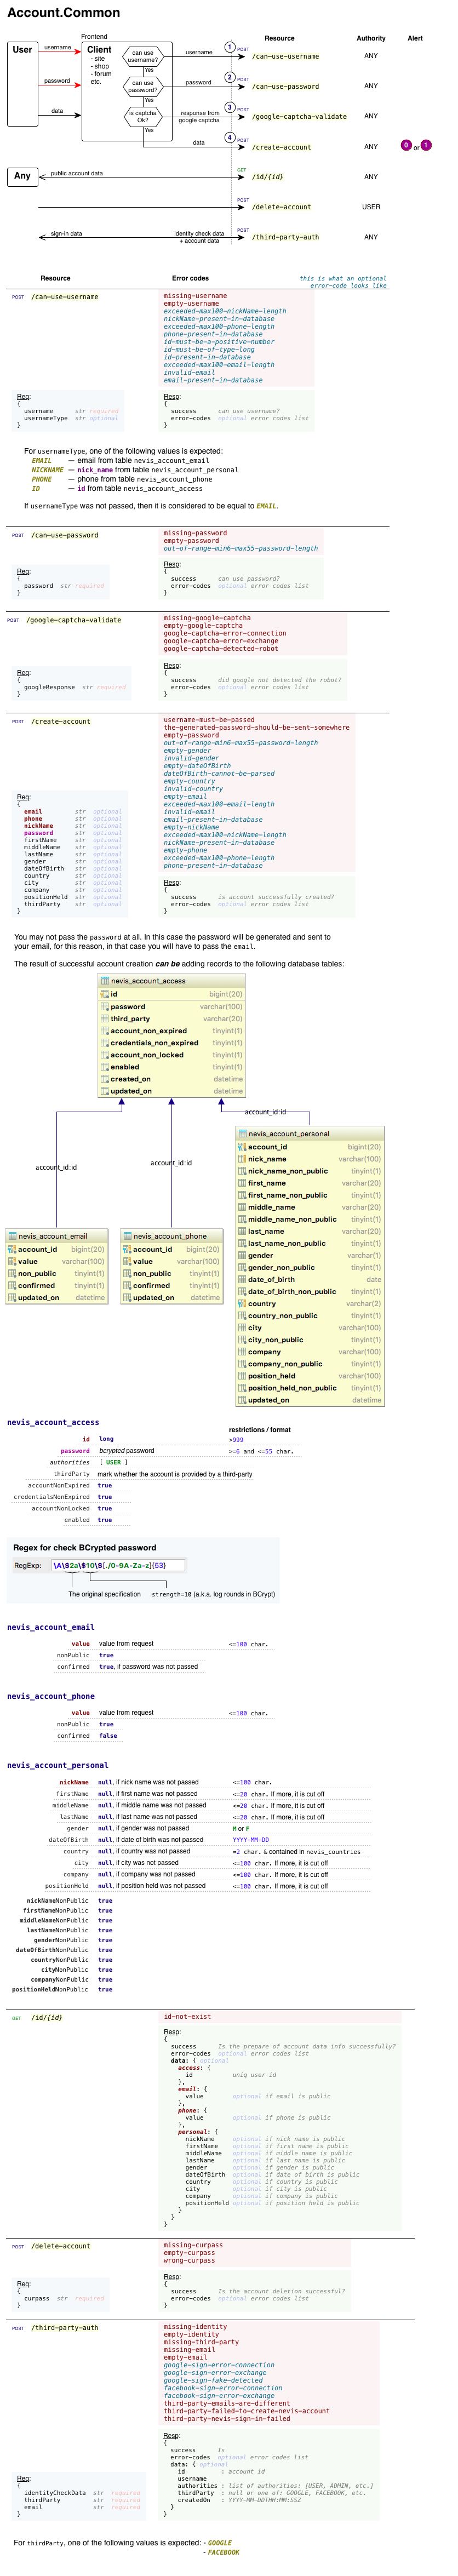 Account.Common
Frontend
Resource Authority Alert
User
Client
- site
- shop
- forum
etc.
username
can use username?
Yes
username
1
POST
/can-use-username
ANY
password
can use password?
Yes
password
2
POST
/can-use-password
ANY
data
is captcha Ok?
Yes
response from google captcha
3
POST
/google-captcha-validate
ANY
data
4
POST
/create-account
ANY
0 or 1
Any
public account data
GET
/id/{id}
ANY
POST
/delete-account
USER
sign-in data
identity check data + account data
POST
/third-party-auth
ANY
Resource Error codes
this is what an optional
error-code looks like
POST /can-use-username
missing-username
empty-username
exceeded-max100-nickName-length
nickName-present-in-database
exceeded-max100-phone-length
phone-present-in-database
id-must-be-a-positive-number
id-must-be-of-type-long
id-present-in-database
exceeded-max100-email-length
invalid-email
email-present-in-database
Req:
{
username str required
usernameType str optional
}
Resp:
{
success can use username?
error-codes optional error codes list
}
For usernameType, one of the following values is expected:
EMAIL — email from table nevis_account_email
NICKNAME — nick_name from table nevis_account_personal
PHONE — phone from table nevis_account_phone
ID — id from table nevis_account_access
If usernameType was not passed, then it is considered to be equal to EMAIL.
POST /can-use-password
missing-password
empty-password
out-of-range-min6-max55-password-length
Req:
{
password str required
}
Resp:
{
success can use password?
error-codes optional error codes list
}
POST /google-captcha-validate
missing-google-captcha
empty-google-captcha
google-captcha-error-connection
google-captcha-error-exchange
google-captcha-detected-robot
Req:
{
googleResponse str required
}
Resp:
{
success did google not detected the robot?
error-codes optional error codes list
}
POST /create-account
username-must-be-passed
the-generated-password-should-be-sent-somewhere
empty-password
out-of-range-min6-max55-password-length
empty-gender
invalid-gender
empty-dateOfBirth
dateOfBirth-cannot-be-parsed
empty-country
invalid-country
empty-email
exceeded-max100-email-length
invalid-email
email-present-in-database
empty-nickName
exceeded-max100-nickName-length
nickName-present-in-database
empty-phone
exceeded-max100-phone-length
phone-present-in-database
Req:
{
email str optional
phone str optional
nickName str optional
password str optional
firstName str optional
middleName str optional
lastName str optional
gender str optional
dateOfBirth str optional
country str optional
city str optional
company str optional
positionHeld str optional
thirdParty str optional
}
Resp:
{
success is account successfully created?
error-codes optional error codes list
}
You may not pass the password at all. In this case the password will be generated and sent to
your email, for this reason, in that case you will have to pass the email.
The result of successful account creation can be adding records to the following database tables:
nevis_account_access
id bigint(20)
password varchar(100)
third_party varchar(20)
account_non_expired tinyint(1)
credentials_non_expired tinyint(1)
account_non_locked tinyint(1)
enabled tinyint(1)
created_on datetime
updated_on datetime
account_id:id
account_id:id
account_id:id
nevis_account_email
account_id bigint(20)
value varchar(100)
non_public tinyint(1)
confirmed tinyint(1)
updated_on datetime
nevis_account_phone
account_id bigint(20)
value varchar(100)
non_public tinyint(1)
confirmed tinyint(1)
updated_on datetime
nevis_account_personal
account_id bigint(20)
nick_name varchar(100)
nick_name_non_public tinyint(1)
first_name varchar(20)
first_name_non_public tinyint(1)
middle_name varchar(20)
middle_name_non_public tinyint(1)
last_name varchar(20)
last_name_non_public tinyint(1)
gender varchar(1)
gender_non_public tinyint(1)
date_of_birth date
date_of_birth_non_public tinyint(1)
country varchar(2)
country_non_public tinyint(1)
city varchar(100)
city_non_public tinyint(1)
company varchar(100)
company_non_public tinyint(1)
position_held varchar(100)
position_held_non_public tinyint(1)
updated_on datetime
nevis_account_access
restrictions / format
id long >999
password bcrypted password >=6 and <=55 char.
authorities [ USER ]
thirdParty mark whether the account is provided by a third-party
accountNonExpired true
credentialsNonExpired true
accountNonLocked true
enabled true
Regex for check BCrypted password
RegExp: \A\$2a\$10\$[./0-9A-Za-z]{53}
The original specification strength=10 (a.k.a. log rounds in BCrypt)
nevis_account_email
value value from request <=100 char.
nonPublic true
confirmed true, if password was not passed
nevis_account_phone
value value from request <=100 char.
nonPublic true
confirmed false
nevis_account_personal
nickName null, if nick name was not passed <=100 char.
firstName null, if first name was not passed <=20 char. If more, it is cut off
middleName null, if middle name was not passed <=20 char. If more, it is cut off
lastName null, if last name was not passed <=20 char. If more, it is cut off
gender null, if gender was not passed M or F
dateOfBirth null, if date of birth was not passed YYYY-MM-DD
country null, if country was not passed =2 char. & contained in nevis_countries
city null, if city was not passed <=100 char. If more, it is cut off
company null, if company was not passed <=100 char. If more, it is cut off
positionHeld null, if position held was not passed <=100 char. If more, it is cut off
nickNameNonPublic true
firstNameNonPublic true
middleNameNonPublic true
lastNameNonPublic true
genderNonPublic true
dateOfBirthNonPublic true
countryNonPublic true
cityNonPublic true
companyNonPublic true
positionHeldNonPublic true
GET /id/{id}
id-not-exist
Resp:
{
success Is the prepare of account data info successfully?
error-codes optional error codes list
data: { optional
access: {
id uniq user id
},
email: {
value optional if email is public
},
phone: {
value optional if phone is public
},
personal: {
nickName optional if nick name is public
firstName optional if first name is public
middleName optional if middle name is public
lastName optional if last name is public
gender optional if gender is public
dateOfBirth optional if date of birth is public
country optional if country is public
city optional if city is public
company optional if company is public
positionHeld optional if position held is public
}
}
}
POST /delete-account
missing-curpass
empty-curpass
wrong-curpass
Req:
{
curpass str required
}
Resp:
{
success Is the account deletion successful?
error-codes optional error codes list
}
POST /third-party-auth
missing-identity
empty-identity
missing-third-party
missing-email
empty-email
google-sign-error-connection
google-sign-error-exchange
google-sign-fake-detected
facebook-sign-error-connection
facebook-sign-error-exchange
third-party-emails-are-different
third-party-failed-to-create-nevis-account
third-party-nevis-sign-in-failed
Req:
{
identityCheckData str required
thirdParty str required
email str required
}
Resp:
{
success Is
error-codes optional error codes list
data: { optional
id : account id
username
authorities : list of authorities: [USER, ADMIN, etc.]
thirdParty : null or one of: GOOGLE, FACEBOOK, etc.
createdOn : YYYY-MM-DDTHH:MM:SSZ
}
}
For thirdParty, one of the following values is expected: - GOOGLE
- FACEBOOK